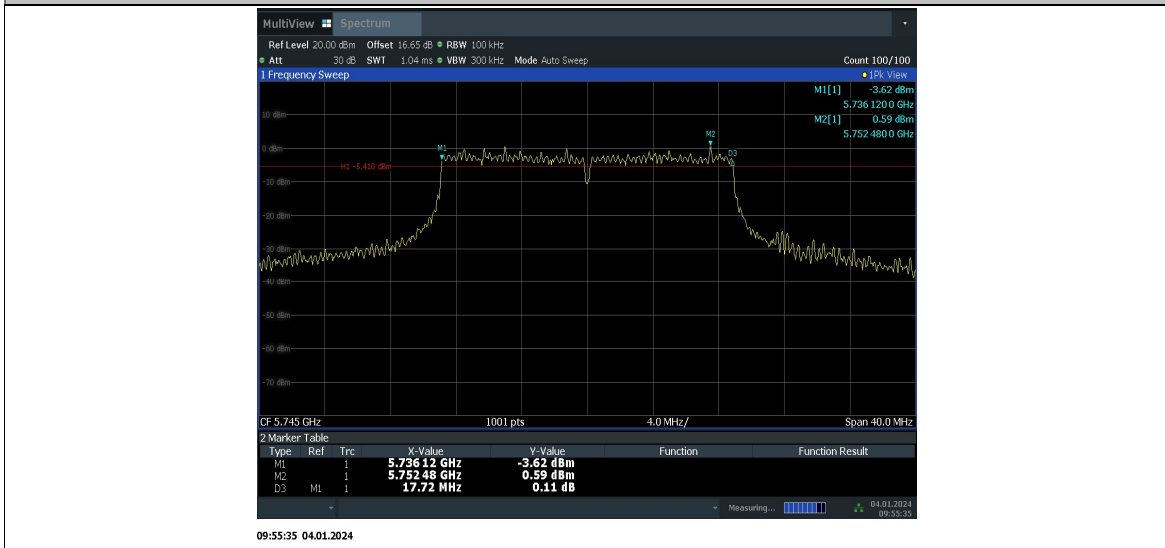 MultiView Spectrum
Ref Level 20.00 dBm Offset 16.65 dB RBW 100 kHz
Att 30 dB SWT 1.04 ms VBW 300 kHz Mode Auto Sweep Count 100/100
1 Frequency Sweep 1Pk View
M1[1] -3.62 dBm
5.736 120 0 GHz
M2[1] 0.59 dBm
5.752 480 0 GHz
10 dBm
M2
0 dBm
M1
D3
H1 -5.410 dBm
-10 dBm
-20 dBm
-30 dBm
-40 dBm
-50 dBm
-60 dBm
-70 dBm
CF 5.745 GHz 1001 pts 4.0 MHz/ Span 40.0 MHz
2 Marker Table
Type Ref Trc X-Value Y-Value Function Function Result
M1 1 5.736 12 GHz -3.62 dBm
M2 1 5.752 48 GHz 0.59 dBm
D3 M1 1 17.72 MHz 0.11 dB
Measuring... 04.01.2024
09:55:35
09:55:35 04.01.2024